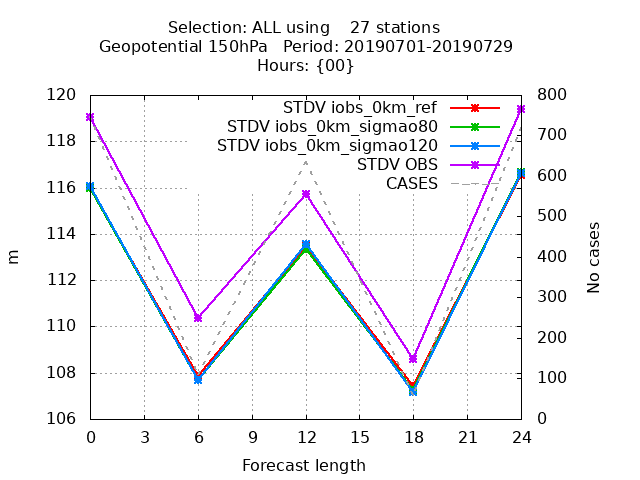 Selection: ALL using    27 stations
Geopotential 150hPa   Period: 20190701-20190729
Hours: {00}
STDV iobs_0km_ref
STDV iobs_0km_sigmao80
STDV iobs_0km_sigmao120
STDV OBS
CASES
120
118
116
114
112
110
108
106
m
800
700
600
500
400
300
200
100
0
No cases
0 3 6 9 12 15 18 21 24
Forecast length